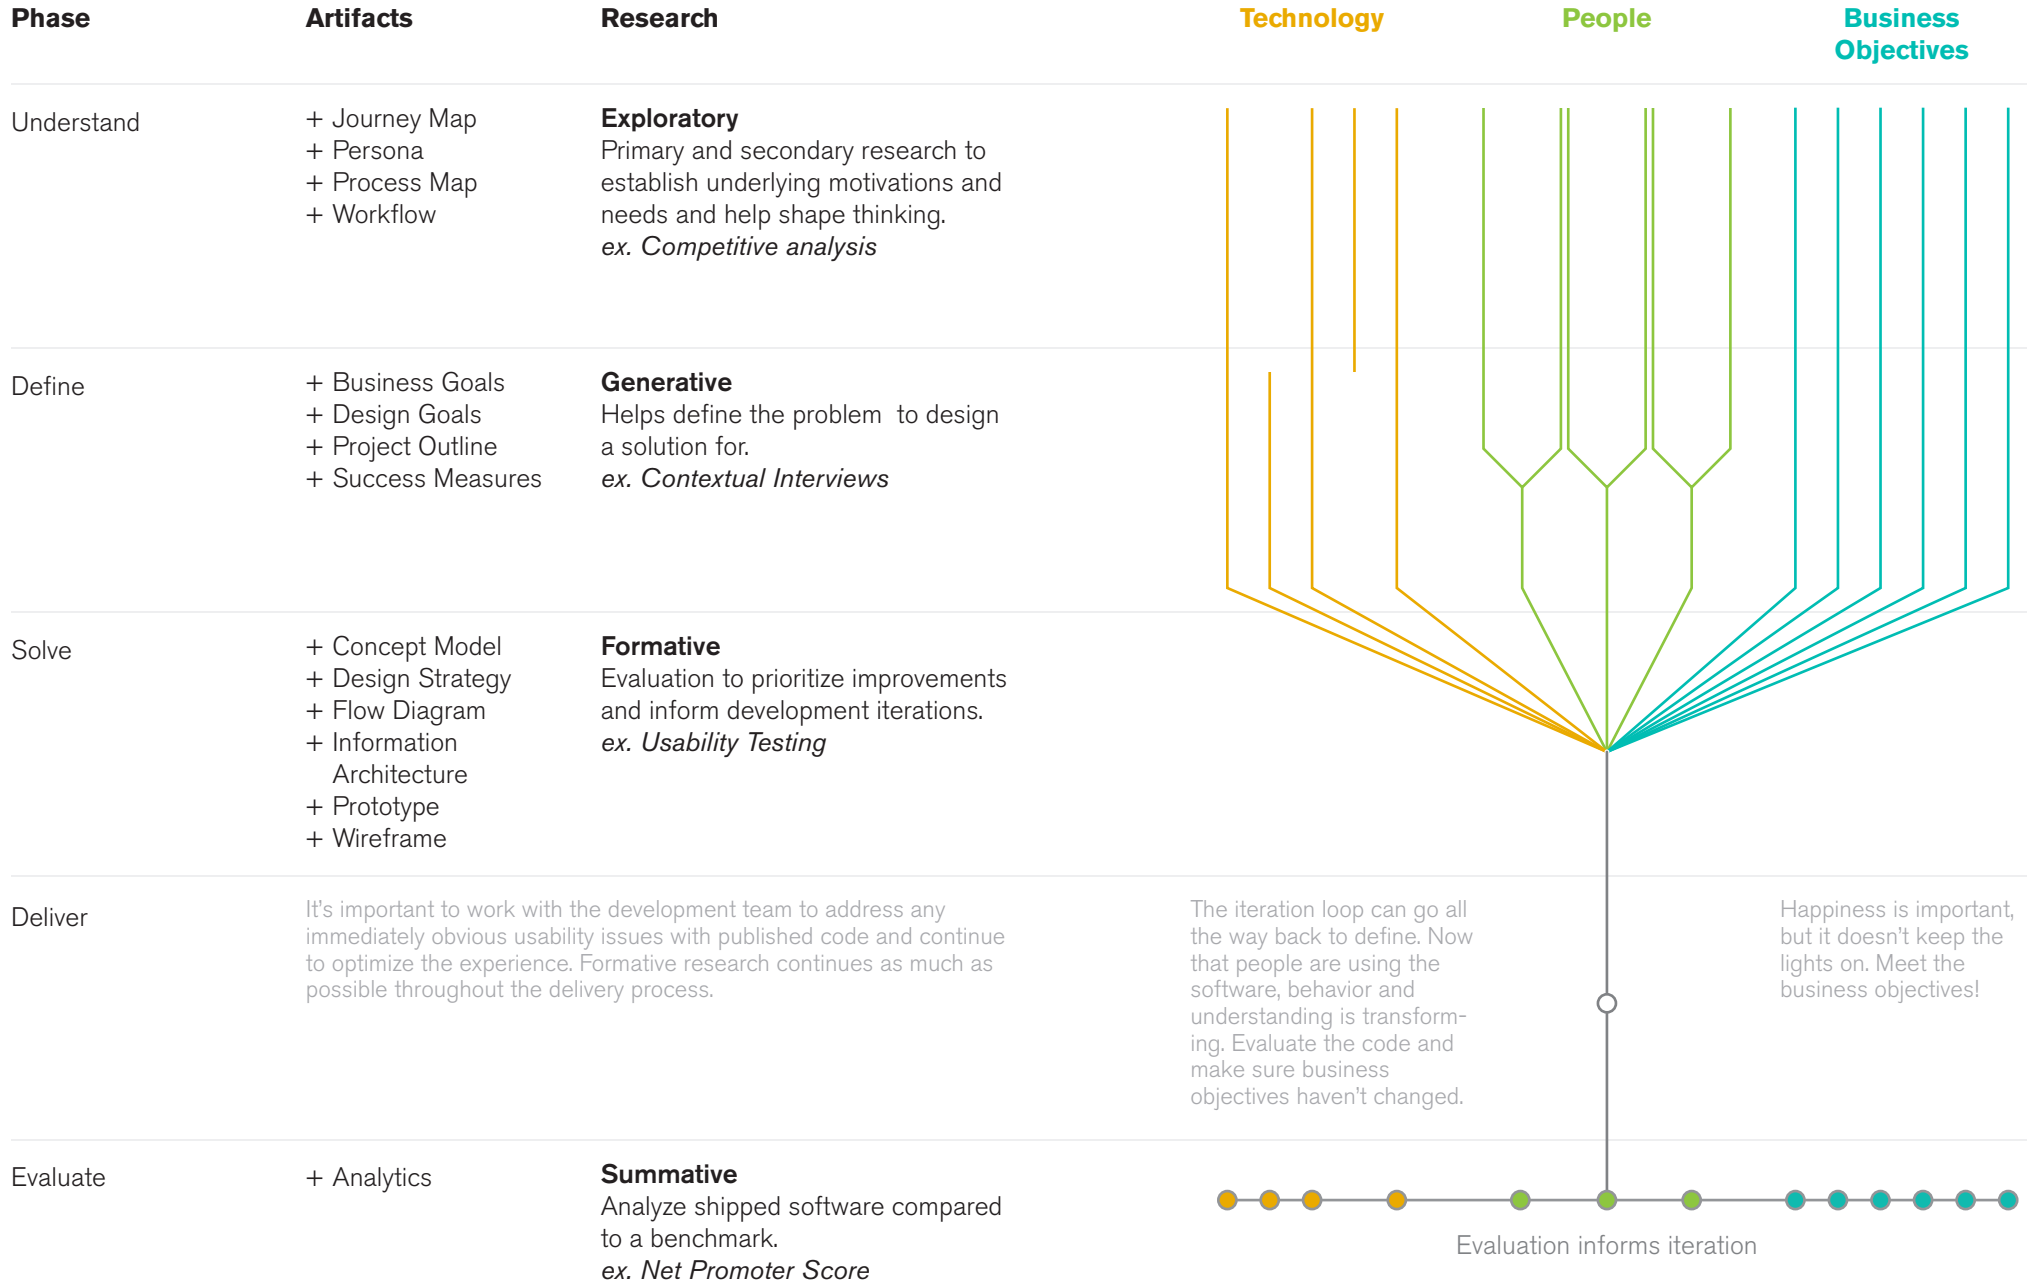 Phase
Artifacts
Research
Technology
People
Business
Objectives
Understand
+ Journey Map
+ Persona
+ Process Map
+ Workflow
Exploratory
Primary and secondary research to
establish underlying motivations and
needs and help shape thinking.
ex. Competitive analysis
Define
+ Business Goals
+ Design Goals
+ Project Outline
+ Success Measures
Generative
Helps define the problem  to design
a solution for.
ex. Contextual Interviews
Solve
+ Concept Model
+ Design Strategy
+ Flow Diagram
+ Information
Architecture
+ Prototype
+ Wireframe
Formative
Evaluation to prioritize improvements
and inform development iterations.
ex. Usability Testing
Deliver
It's important to work with the development team to address any
immediately obvious usability issues with published code and continue
to optimize the experience. Formative research continues as much as
possible throughout the delivery process.
The iteration loop can go all
the way back to define. Now
that people are using the
software, behavior and
understanding is transform-
ing. Evaluate the code and
make sure business
objectives haven't changed.
Happiness is important,
but it doesn't keep the
lights on. Meet the
business objectives!
Evaluate
+ Analytics
Summative
Analyze shipped software compared
to a benchmark.
ex. Net Promoter Score
Evaluation informs iteration